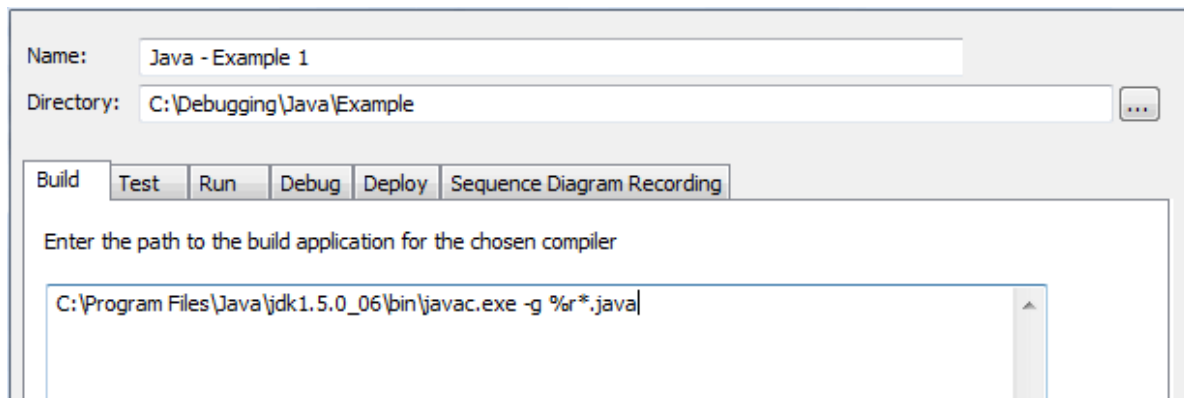 Name: Java - Example 1
Directory: C:\Debugging\Java\Example ...
Build Test Run Debug Deploy Sequence Diagram Recording
Enter the path to the build application for the chosen compiler
C:\Program Files\Java\jdk1.5.0_06\bin\javac.exe -g %r*.java